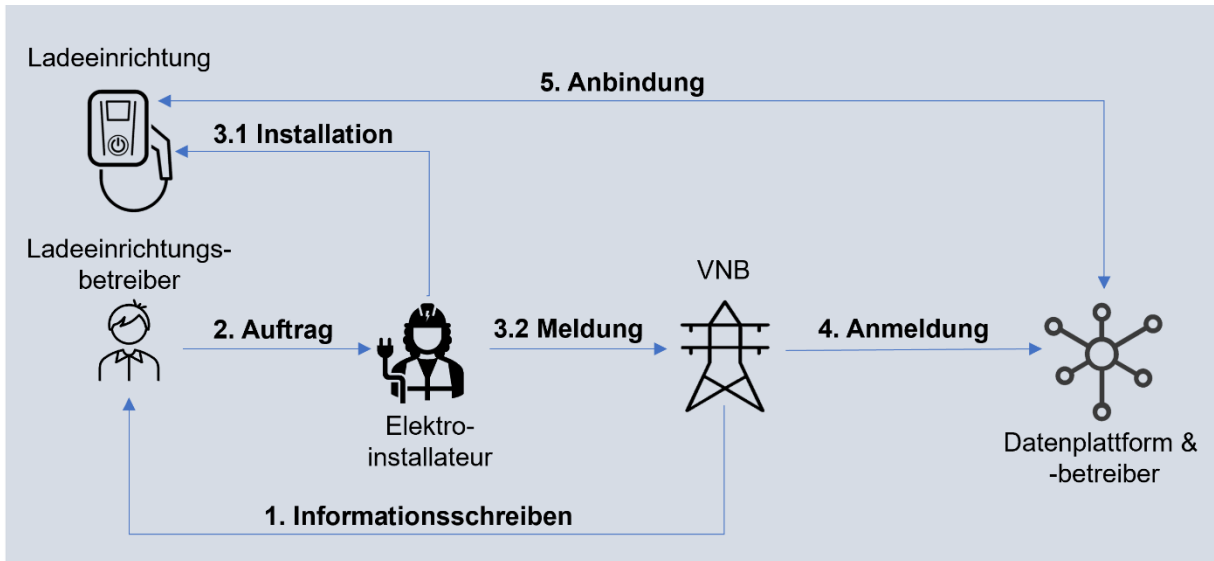 Ladeeinrichtung
5. Anbindung
3.1 Installation
Ladeeinrichtungs-
betreiber
VNB
2. Auftrag
3.2 Meldung
4. Anmeldung
Elektro-
installateur
Datenplattform &
-betreiber
1. Informationsschreiben